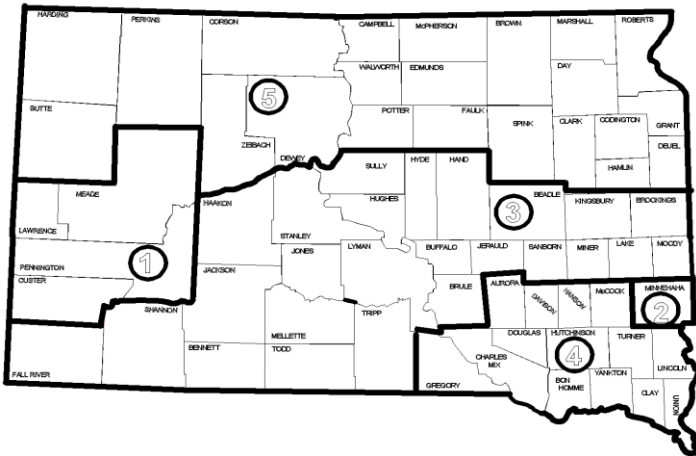 HARDING
PERKINS
CORSON
CAMPBELL
McPHERSON
BROWN
MARSHALL
ROBERTS
WALWORTH
EDMUNDS
DAY
BUTTE
5
POTTER
FAULK
SPINK
CLARK
CODINGTON
GRANT
ZEIBACH
DEWEY
DEUEL
HAMLIN
SULLY
HYDE
HAND
MEADE
HAAKON
HUGHES
3
BEADLE
KINGSBURY
BROOKINGS
LAWRENCE
STANLEY
1
JONES
LYMAN
BUFFALO
JERAULD
SANBORN
MINER
LAKE
MOODY
PENNINGTON
JACKSON
CUSTER
BRULE
AURORA
DAVISON
HANSON
McCOOK
MINNEHAHA
2
SHANNON
TRIPP
MELLETTE
DOUGLAS
HUTCHINSON
TURNER
BENNETT
TODD
4
CHARLES
MIX
LINCOLN
FALL RIVER
GREGORY
BON
HOMME
YANKTON
CLAY
UNION